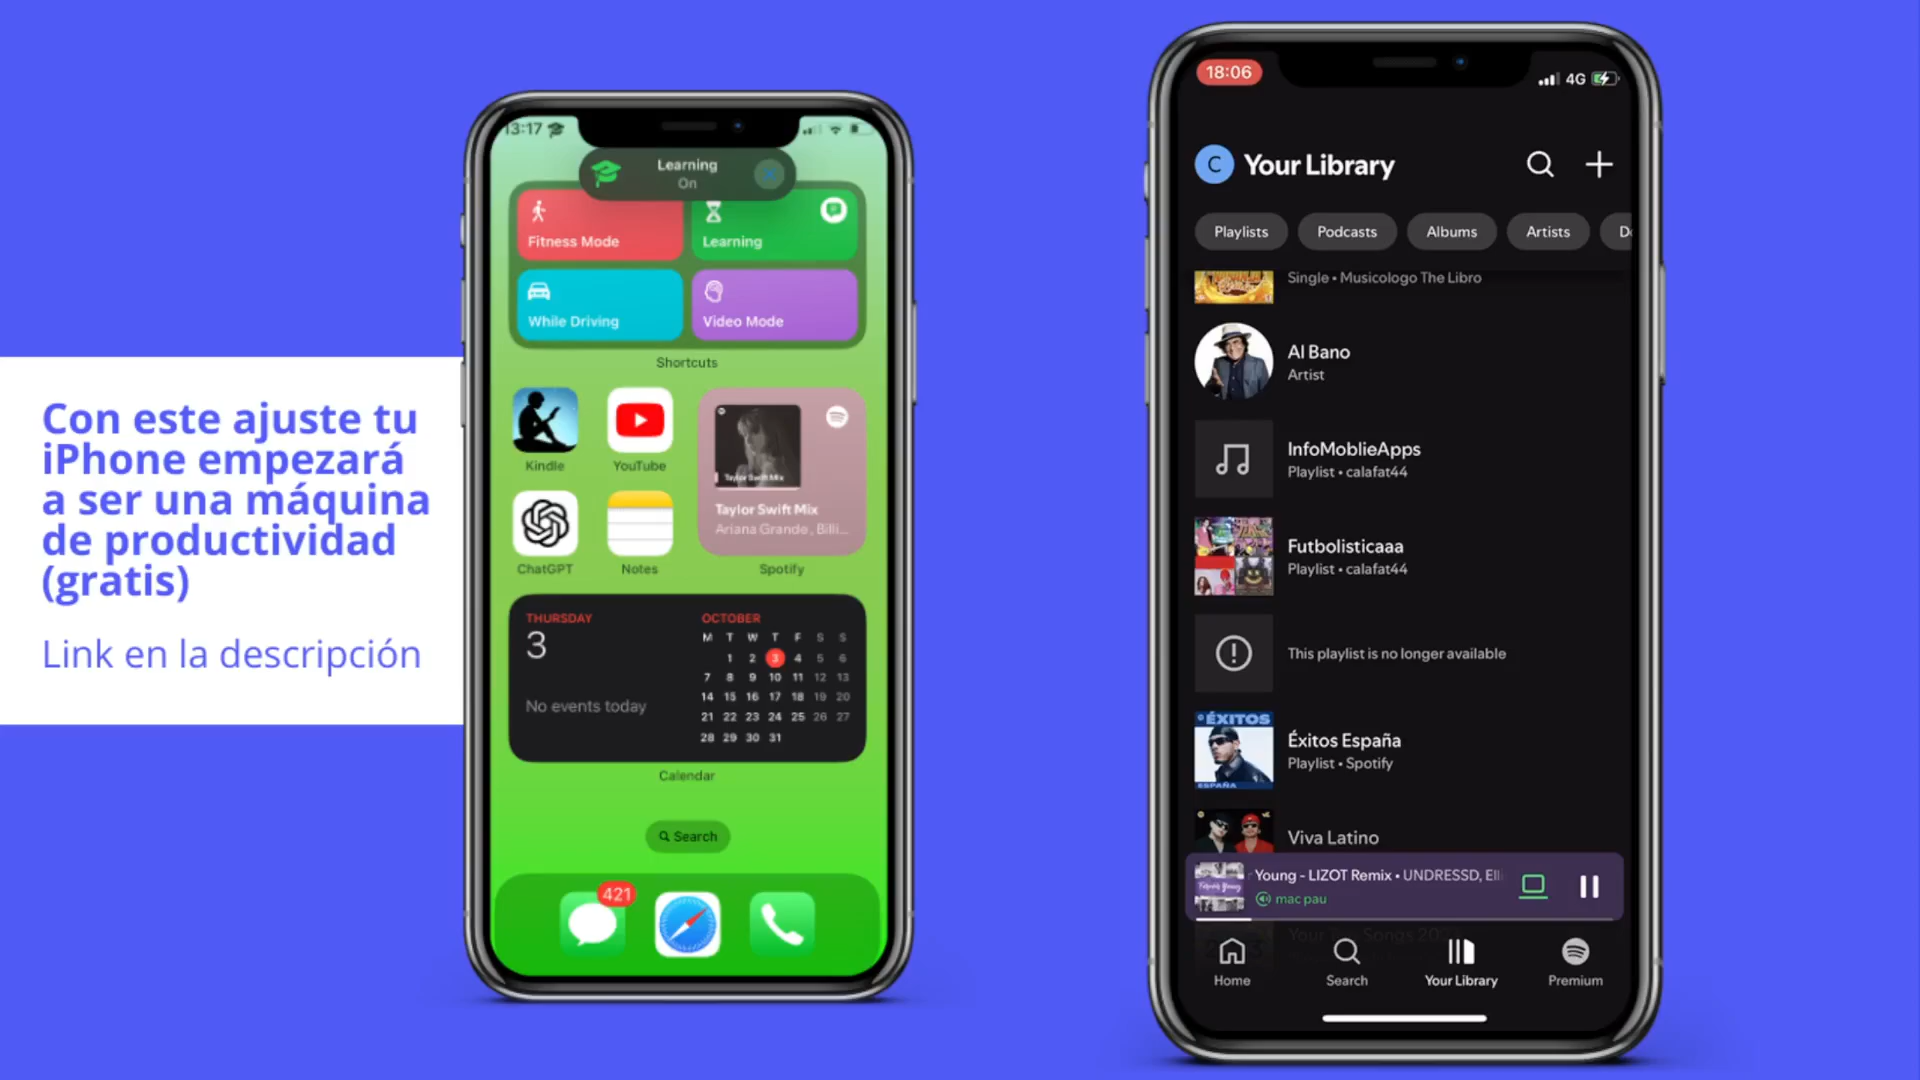 Con este ajuste tu
iPhone empezará
a ser una máquina
de productividad
(gratis)
Link en la descripción
13:17
Learning
On
Fitness Mode
Learning
While Driving
Video Mode
Shortcuts
Kindle
YouTube
Taylor Swift Mix
Taylor Swift Mix
Ariana Grande, Billi...
ChatGPT
Notes
Spotify
THURSDAY
3
No events today
OCTOBER
M T W T F S S
1 2 3 4 5 6
7 8 9 10 11 12 13
14 15 16 17 18 19 20
21 22 23 24 25 26 27
28 29 30 31
Calendar
Search
421
18:06
4G
C
Your Library
Playlists
Podcasts
Albums
Artists
Single • Musicologo The Libro
Al Bano
Artist
InfoMoblieApps
Playlist • calafat44
Futbolisticaaa
Playlist • calafat44
This playlist is no longer available
ÉXITOS
ESPAÑA
Éxitos España
Playlist • Spotify
Viva Latino
Young - LIZOT Remix • UNDRESSD, Elli
mac pau
Home
Search
Your Library
Premium